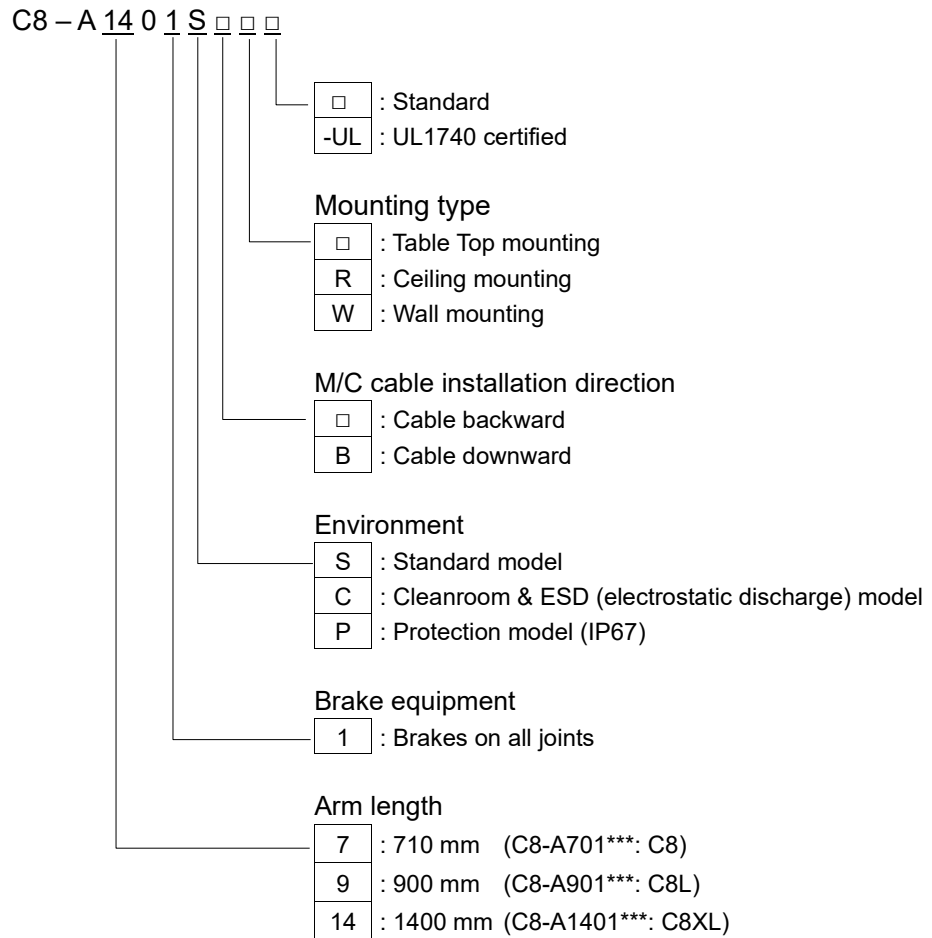 C8 – A 14 0 1 S □ □ □
□ : Standard
-UL : UL1740 certified
Mounting type
□ : Table Top mounting
R : Ceiling mounting
W : Wall mounting
M/C cable installation direction
□ : Cable backward
B : Cable downward
Environment
S : Standard model
C : Cleanroom & ESD (electrostatic discharge) model
P : Protection model (IP67)
Brake equipment
1 : Brakes on all joints
Arm length
7 : 710 mm (C8-A701***: C8)
9 : 900 mm (C8-A901***: C8L)
14 : 1400 mm (C8-A1401***: C8XL)